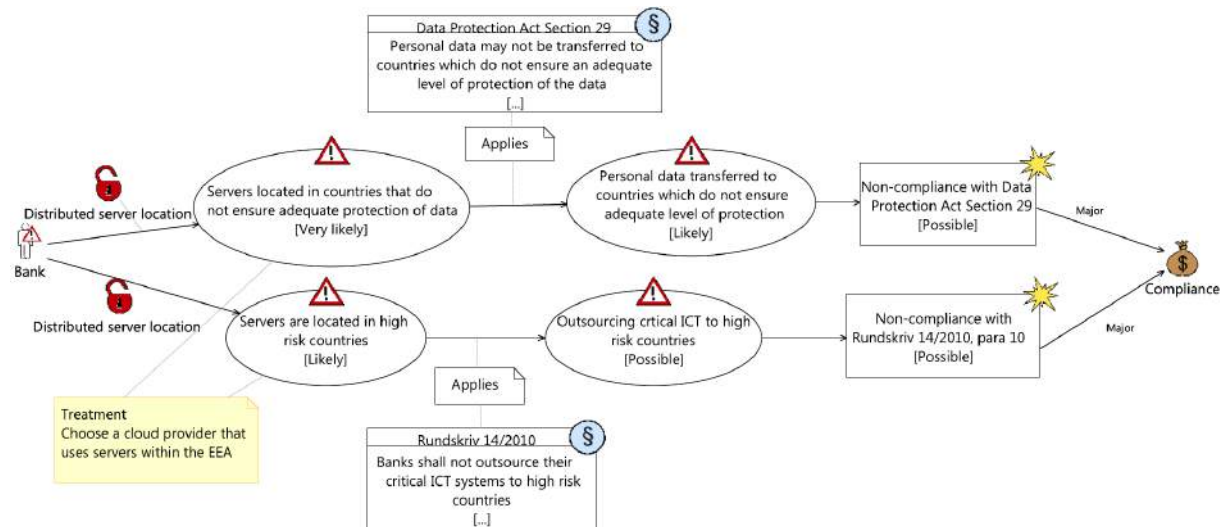 Data Protection Act Section 29
§
Personal data may not be transferred to
countries which do not ensure an adequate
level of protection of the data
[...]
Applies
Distributed server location
Servers located in countries that do
not ensure adequate protection of data
[Very likely]
Personal data transferred to
countries which do not ensure
adequate level of protection
[Likely]
Non-compliance with Data
Protection Act Section 29
[Possible]
Major
Bank
$
Compliance
Distributed server location
Servers are located in high
risk countries
[Likely]
Outsourcing crtical ICT to high
risk countries
[Possible]
Non-compliance with
Rundskriv 14/2010, para 10
[Possible]
Major
Applies
Treatment
Choose a cloud provider that
uses servers within the EEA
Rundskriv 14/2010
§
Banks shall not outsource their
critical ICT systems to high risk
countries
[...]